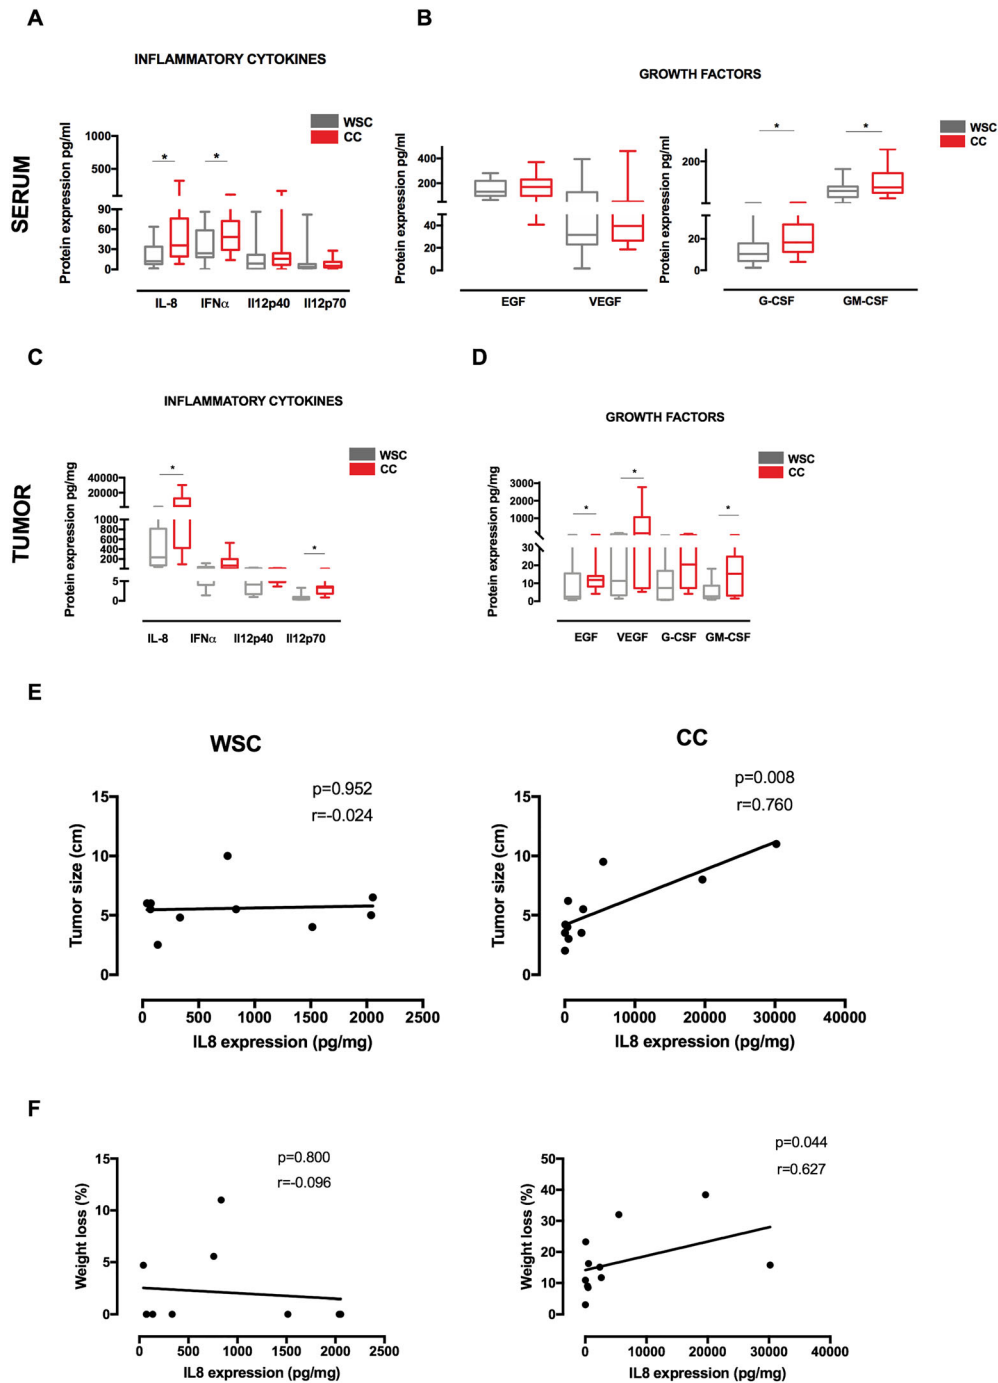 A
B
INFLAMMATORY CYTOKINES
GROWTH FACTORS
SERUM
WSC
CC
Protein expression pg/ml
1000
500
90
60
30
0
*
*
IL-8 IFNα Il12p40 Il12p70
Protein expression pg/ml
400
200
40
20
0
EGF VEGF
Protein expression pg/ml
200
20
0
*
*
G-CSF GM-CSF
WSC
CC
C
D
INFLAMMATORY CYTOKINES
GROWTH FACTORS
TUMOR
WSC
CC
Protein expression pg/mg
40000
20000
1000
800
600
400
200
5
0
*
*
IL-8 IFNα Il12p40 Il12p70
WSC
CC
Protein expression pg/mg
3000
2000
1000
30
20
10
0
*
*
*
EGF VEGF G-CSF GM-CSF
E
WSC
p=0.952
r=-0.024
Tumor size (cm)
15
10
5
0
0 500 1000 1500 2000 2500
IL8 expression (pg/mg)
CC
p=0.008
r=0.760
Tumor size (cm)
15
10
5
0
0 10000 20000 30000 40000
IL8 expression (pg/mg)
F
p=0.800
r=-0.096
Weight loss (%)
15
10
5
0
0 500 1000 1500 2000 2500
IL8 expression (pg/mg)
p=0.044
r=0.627
Weight loss (%)
50
40
30
20
10
0
0 10000 20000 30000 40000
IL8 expression (pg/mg)